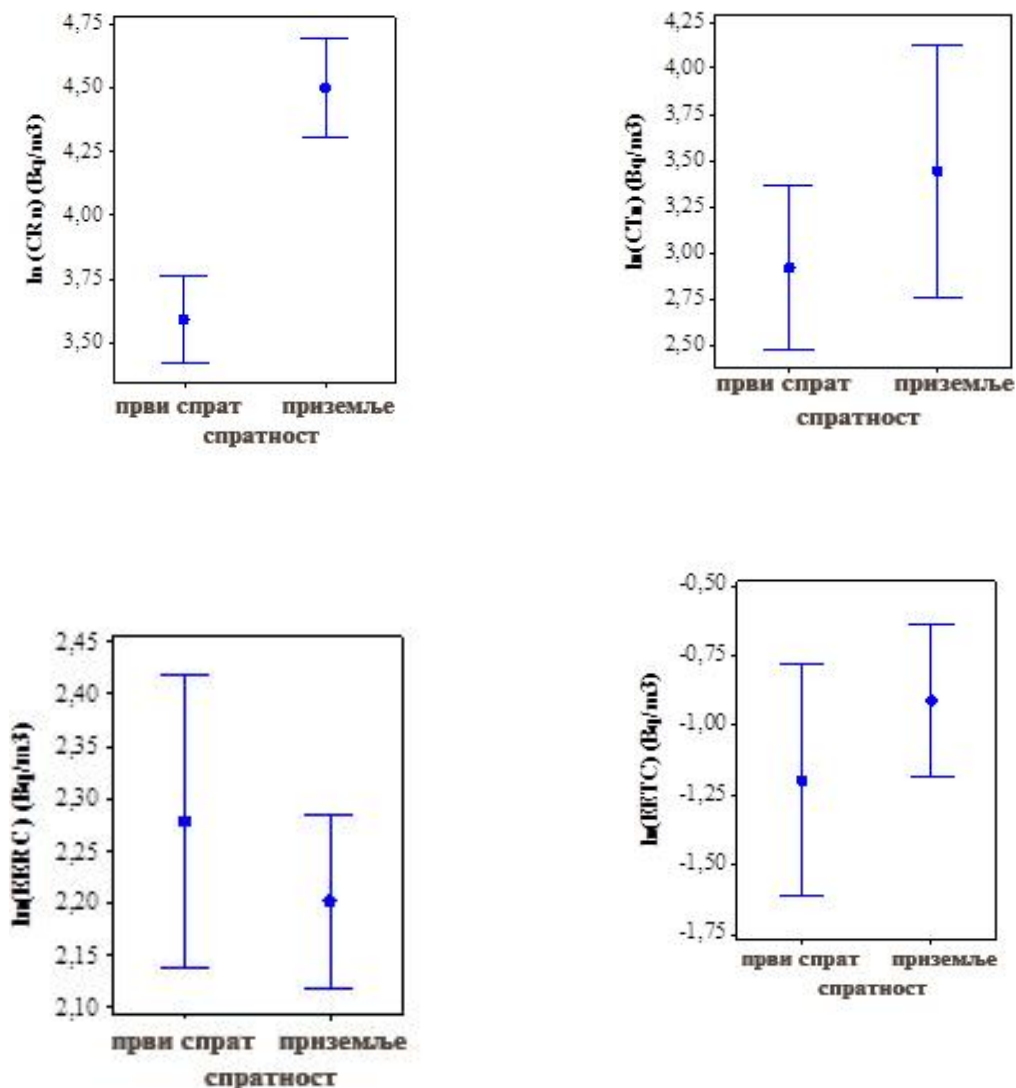 ln (CRn) (Bq/m3)
4,75
4,50
4,25
4,00
3,75
3,50
први спрат приземље
спратност
ln(CTn) (Bq/m3)
4,25
4,00
3,75
3,50
3,25
3,00
2,75
2,50
први спрат приземље
спратност
ln(EERC) (Bq/m3)
2,45
2,40
2,35
2,30
2,25
2,20
2,15
2,10
први спрат приземље
спратност
ln(EETC) (Bq/m3)
-0,50
-0,75
-1,00
-1,25
-1,50
-1,75
први спрат приземље
спратност